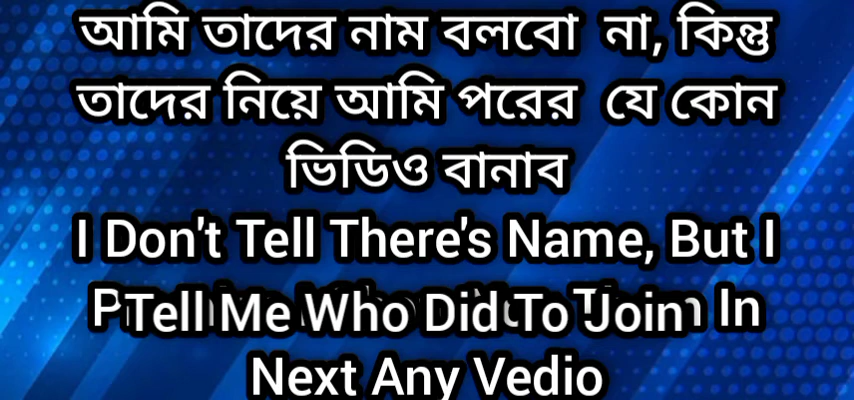 আমি তাদের নাম বলবো না, কিন্তু
তাদের নিয়ে আমি পরের যে কোন
ভিডিও বানাব
I Don't Tell There's Name, But I
Tell Me Who Did To Join
In
Next Any Vedio